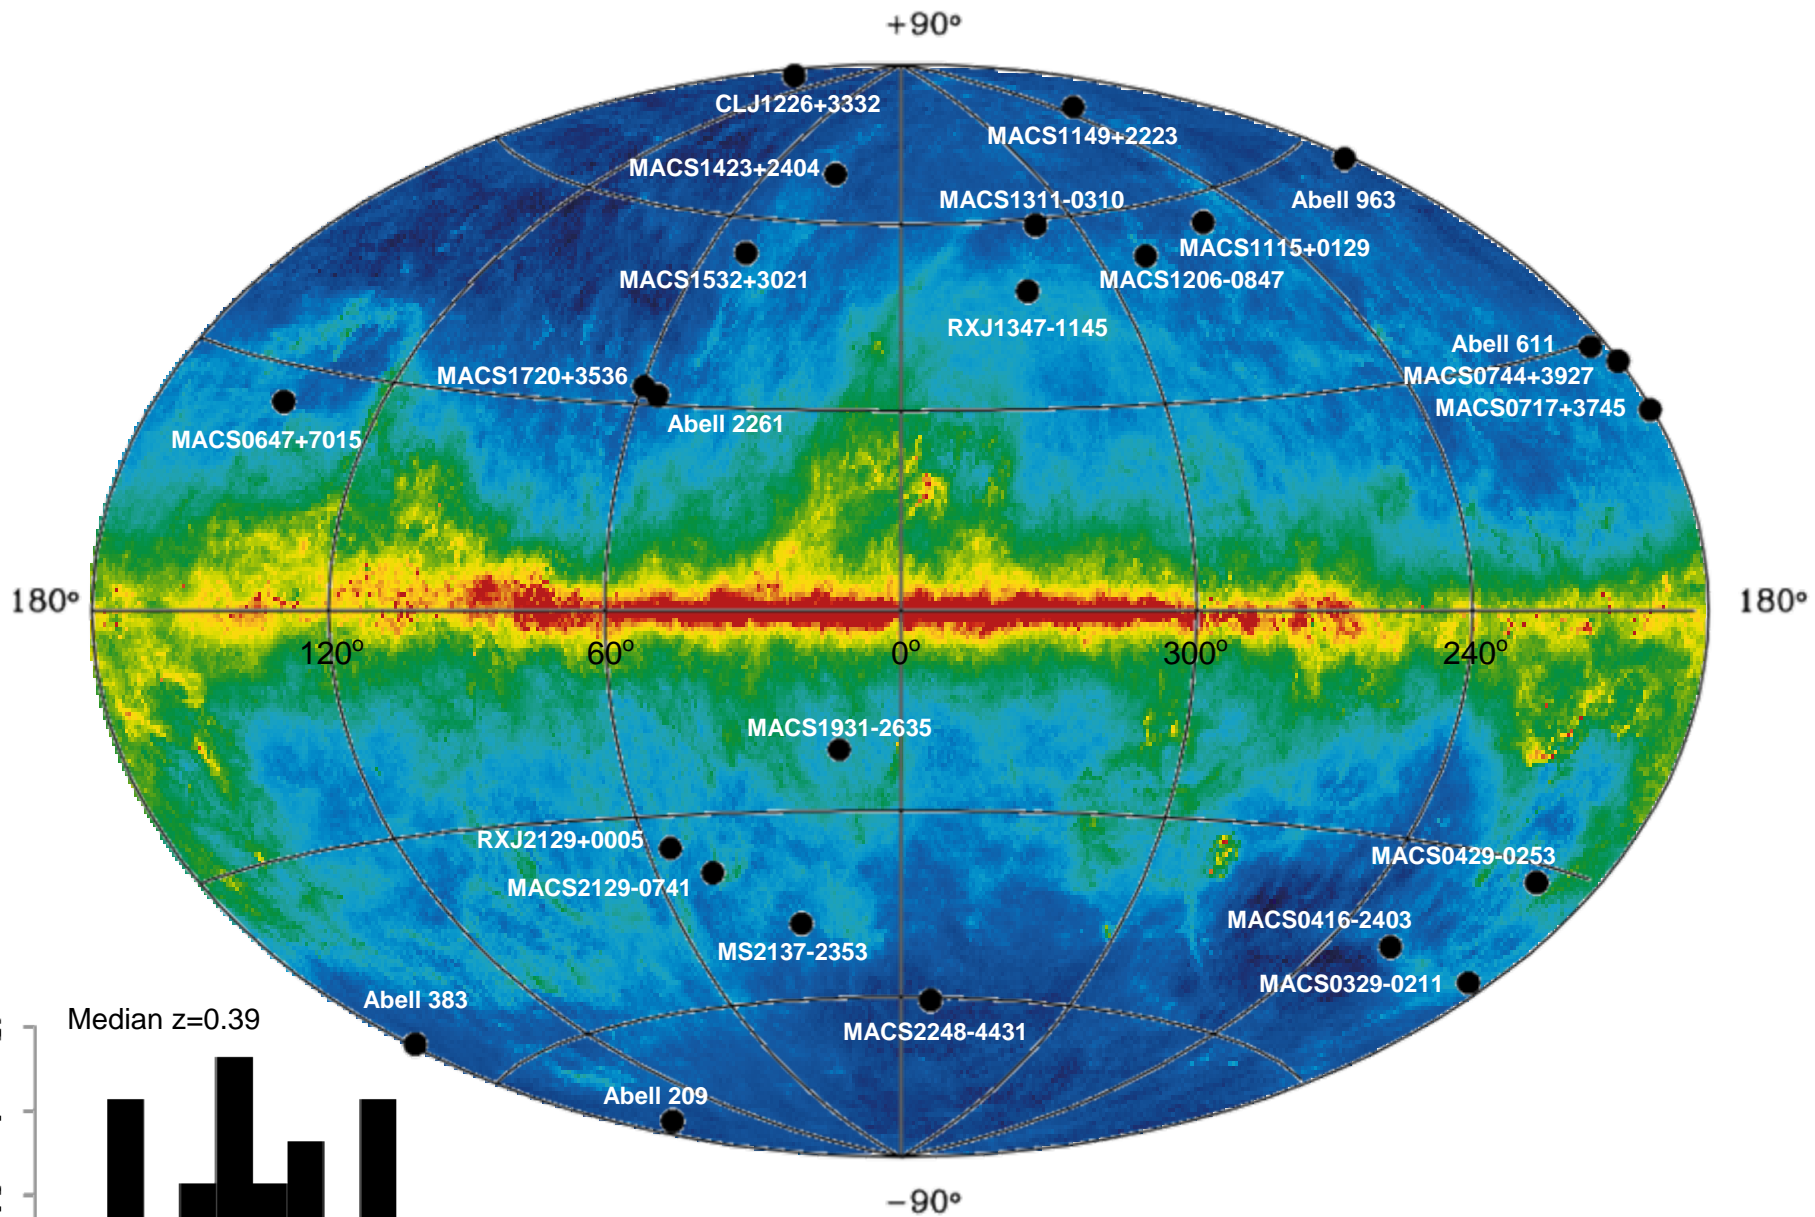 +90°
CLJ1226+3332
MACS1149+2223
MACS1423+2404
MACS1311-0310
Abell 963
MACS1115+0129
MACS1532+3021
MACS1206-0847
RXJ1347-1145
Abell 611
MACS1720+3536
MACS0744+3927
MACS0717+3745
Abell 2261
MACS0647+7015
180°
180°
120°
60°
0°
300°
240°
MACS1931-2635
RXJ2129+0005
MACS0429-0253
MACS2129-0741
MACS0416-2403
MS2137-2353
MACS0329-0211
Abell 383
Median z=0.39
MACS2248-4431
Abell 209
−90°